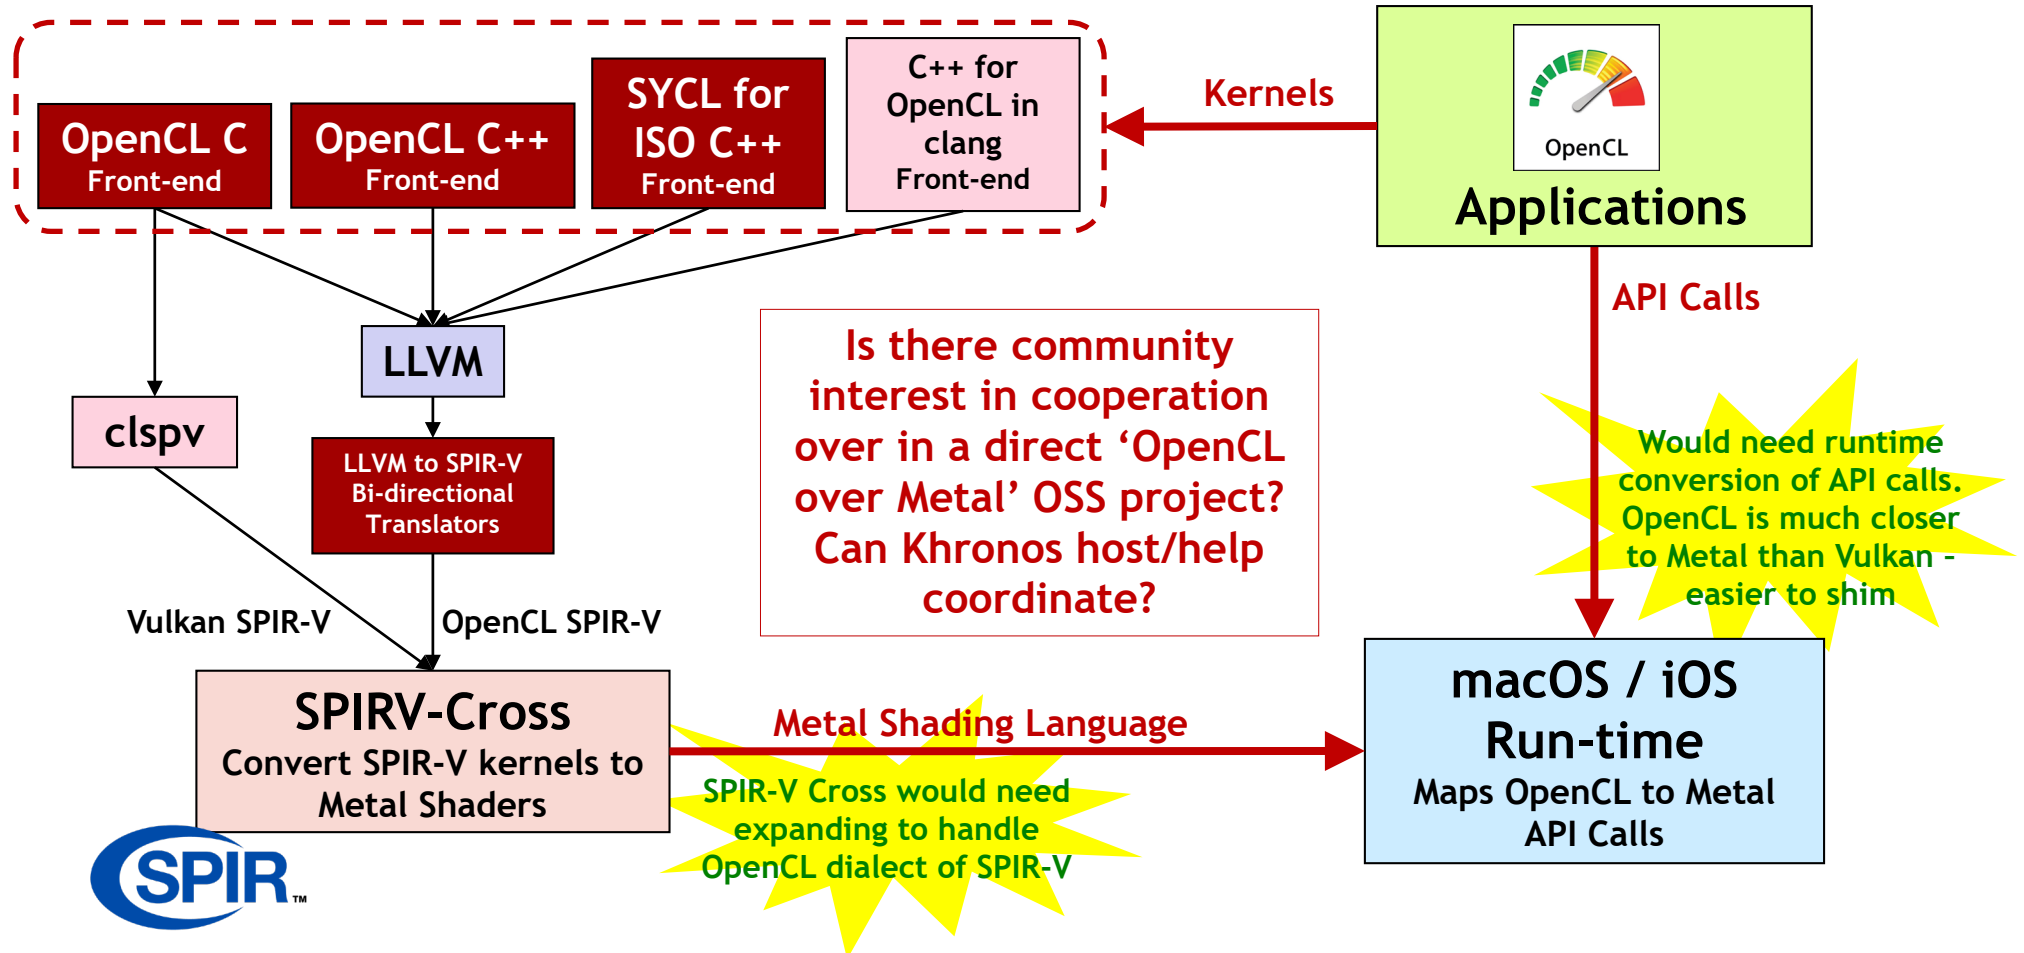 OpenCL C
Front-end
OpenCL C++
Front-end
SYCL for
ISO C++
Front-end
C++ for
OpenCL in
clang
Front-end
Kernels
OpenCL
Applications
API Calls
LLVM
clspv
LLVM to SPIR-V
Bi-directional
Translators
Is there community
interest in cooperation
over in a direct ‘OpenCL
over Metal’ OSS project?
Can Khronos host/help
coordinate?
Would need runtime
conversion of API calls.
OpenCL is much closer
to Metal than Vulkan –
easier to shim
Vulkan SPIR-V
OpenCL SPIR-V
SPIRV-Cross
Convert SPIR-V kernels to
Metal Shaders
Metal Shading Language
SPIR-V Cross would need
expanding to handle
OpenCL dialect of SPIR-V
macOS / iOS
Run-time
Maps OpenCL to Metal
API Calls
SPIR™